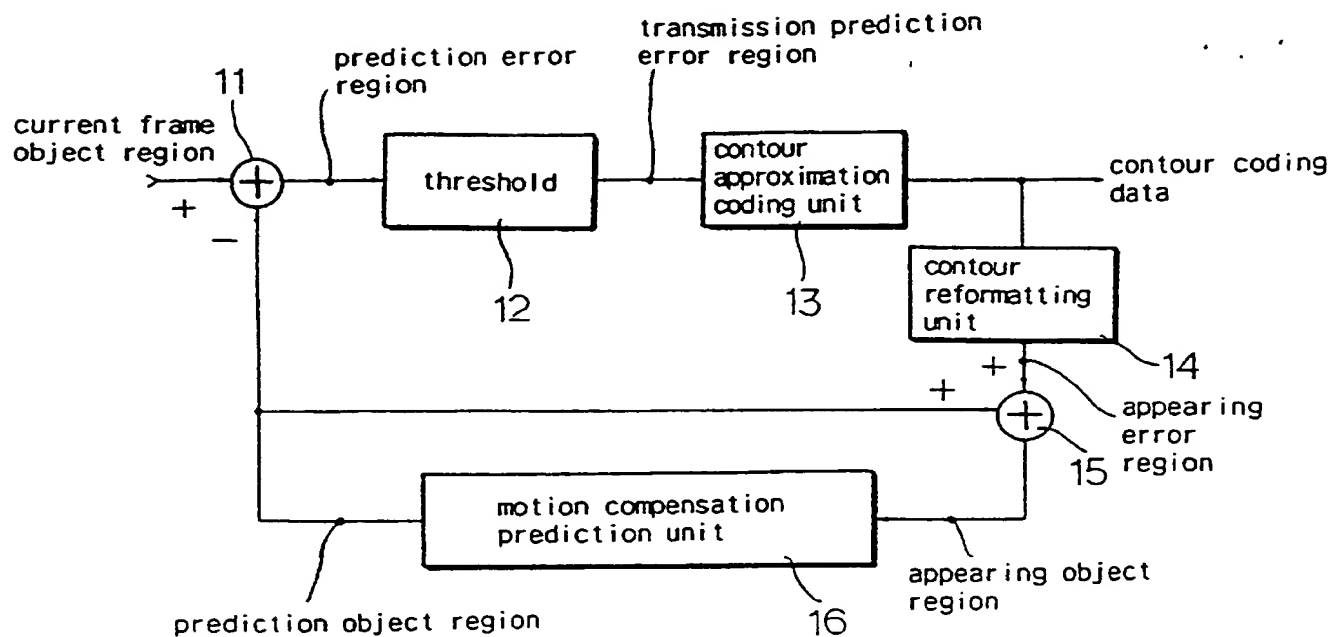 transmission prediction
error region
prediction error
region
11
current frame
object region
+
−
+
threshold
12
contour
approximation
coding unit
13
contour coding
data
contour
reformatting
unit
14
+
+
+
15
appearing
error
region
motion compensation
prediction unit
16
appearing object
region
prediction object region